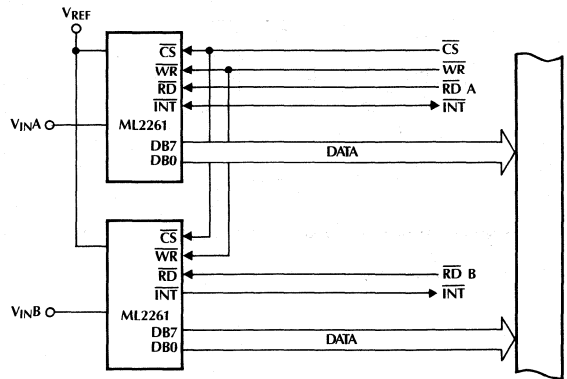 VREF
CS CS
WR WR
RD RD A
INT INT
VINA
ML2261
DB7
DB0
DATA
CS
WR
RD RD B
INT INT
VINB
ML2261
DB7
DB0
DATA